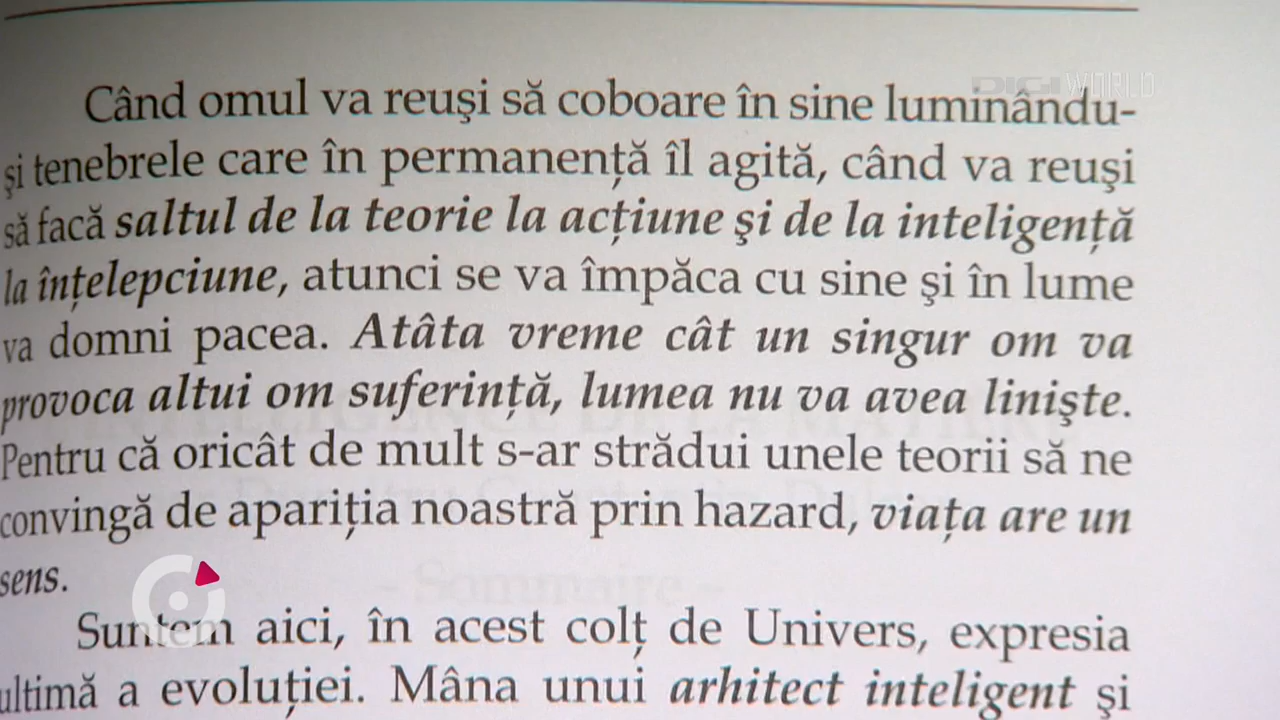 DIGI WORLD
Când omul va reuşi să coboare în sine luminându-
şi tenebrele care în permanenţă îl agită, când va reuşi
să facă saltul de la teorie la acţiune şi de la inteligenţă
la înţelepciune, atunci se va împăca cu sine şi în lume
va domni pacea. Atâta vreme cât un singur om va
provoca altui om suferinţă, lumea nu va avea linişte.
Pentru că oricât de mult s-ar strădui unele teorii să ne
convingă de apariţia noastră prin hazard, viaţa are un
sens.
Suntem aici, în acest colţ de Univers, expresia
ultimă a evoluţiei. Mâna unui arhitect inteligent şi